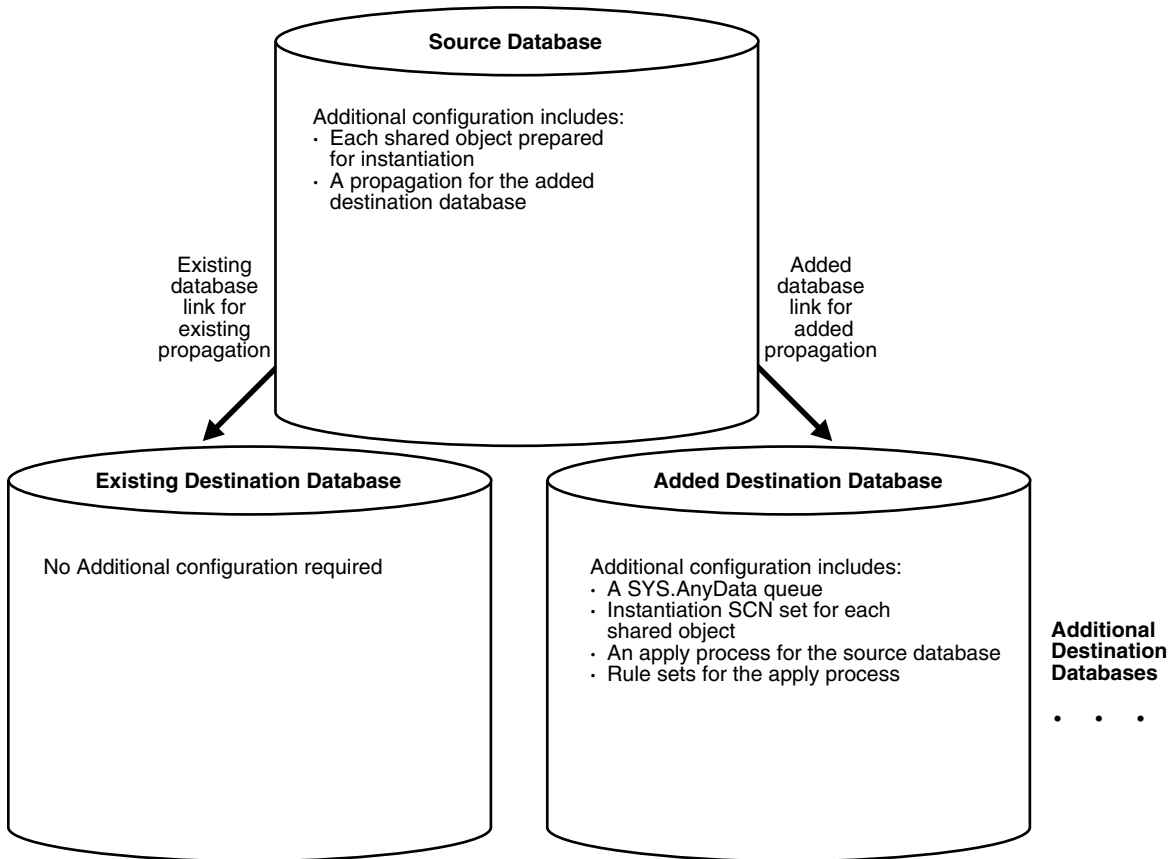 Source Database
Additional configuration includes:
· Each shared object prepared
for instantiation
· A propagation for the added
destination database
Existing
database
link for
existing
propagation
Added
database
link for
added
propagation
Existing Destination Database
No Additional configuration required
Added Destination Database
Additional configuration includes:
· A SYS.AnyData queue
· Instantiation SCN set for each
shared object
· An apply process for the source database
· Rule sets for the apply process
Additional
Destination
Databases
. . .